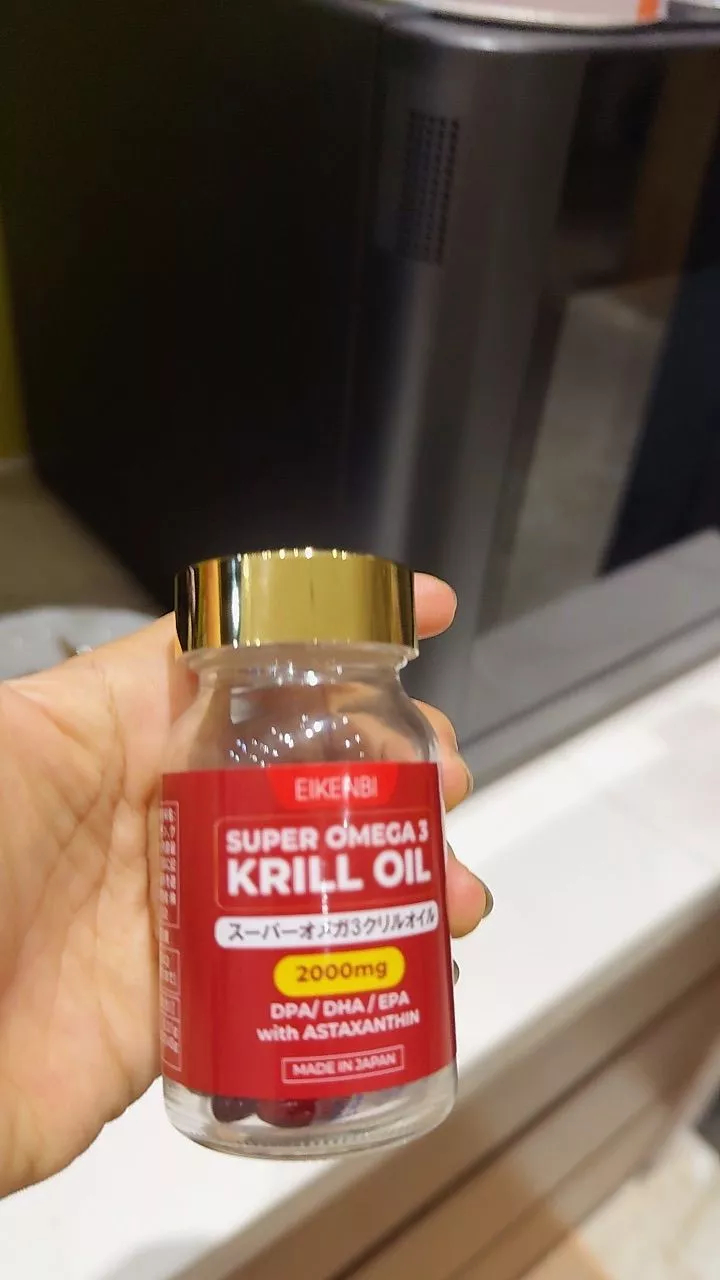 EIKENBI
SUPER OMEGA 3
KRILL OIL
スーパーオメガ3クリルオイル
2000mg
DPA/ DHA / EPA
with ASTAXANTHIN
MADE IN JAPAN